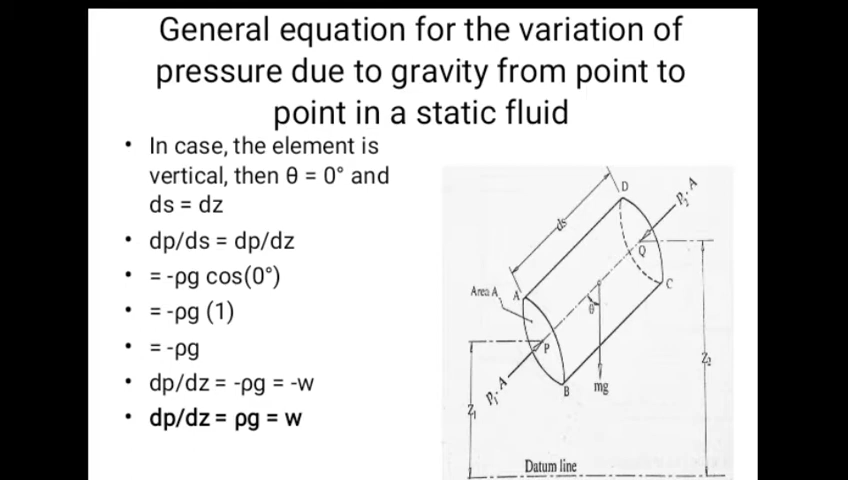 General equation for the variation of
pressure due to gravity from point to
point in a static fluid
• In case, the element is
vertical, then θ = 0° and
ds = dz
• dp/ds = dp/dz
• = -ρg cos(0°)
• = -ρg (1)
• = -ρg
• dp/dz = -ρg = -w
• dp/dz = ρg = w
D
P₂·A
ds
Q
Area A
A
C
θ
P
Z₂
P₁·A
B
mg
Z₁
Datum line